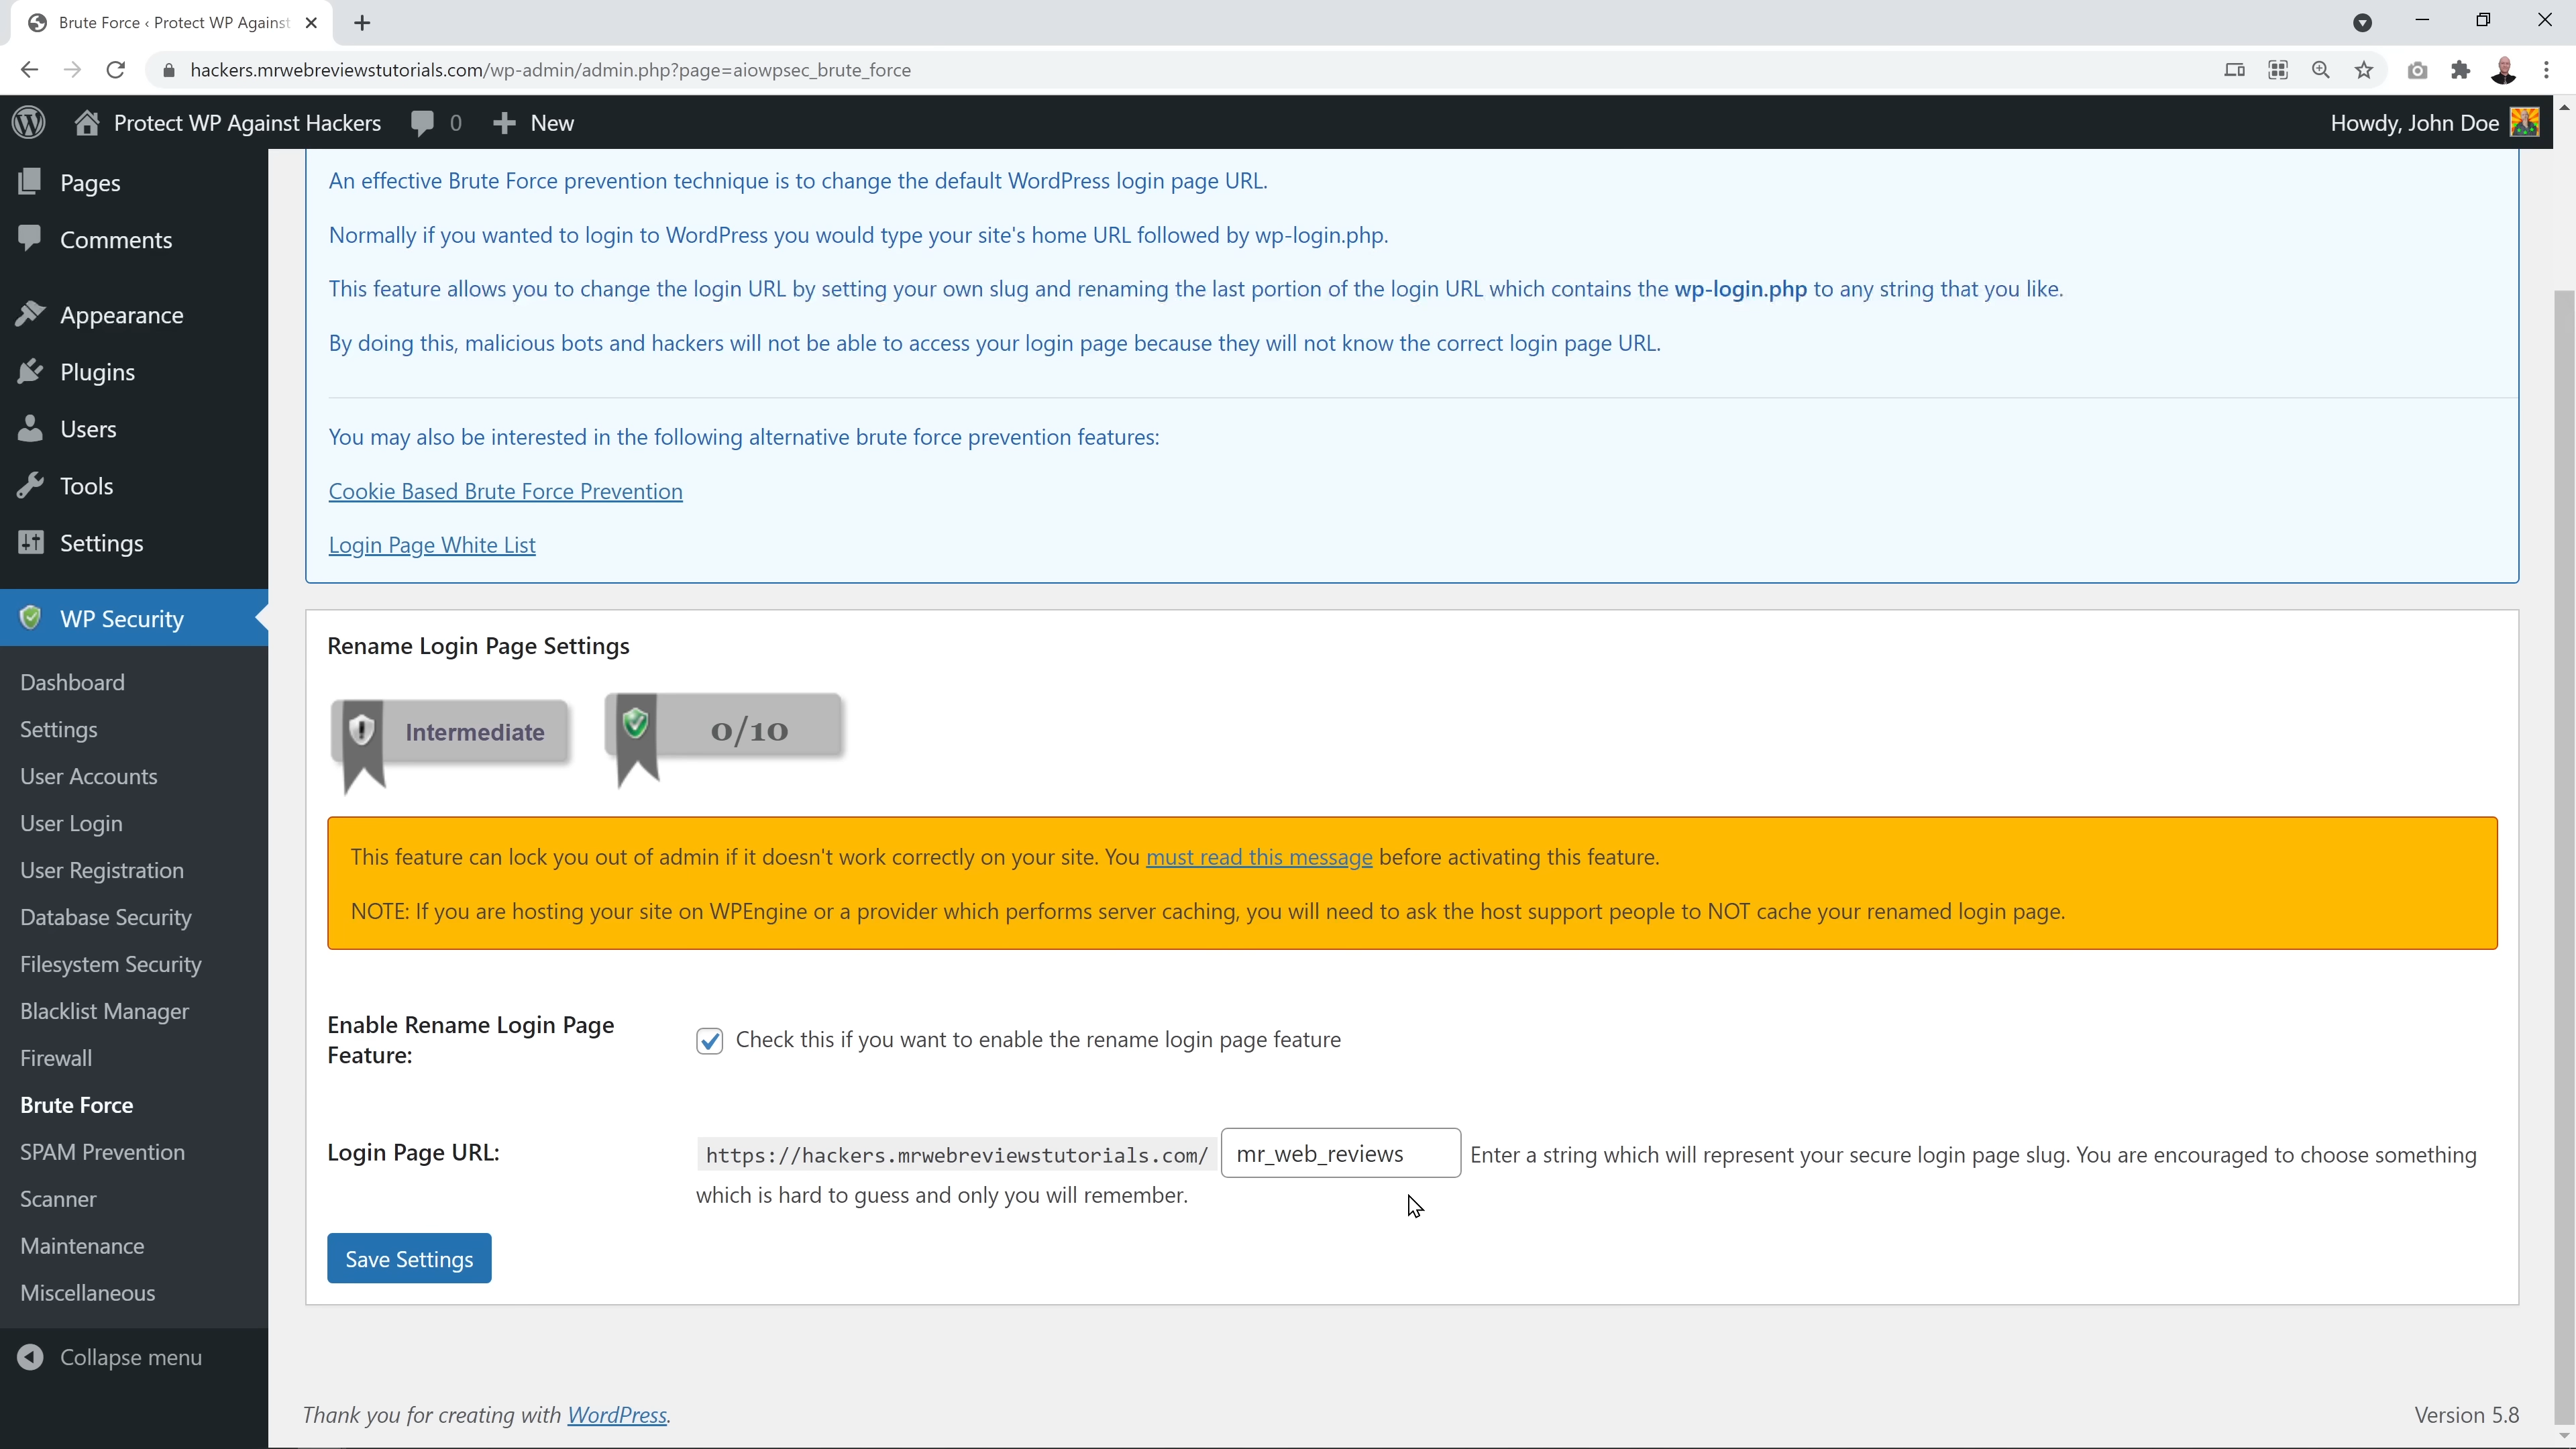 Brute Force ‹ Protect WP Against
hackers.mrwebreviewstutorials.com/wp-admin/admin.php?page=aiowpsec_brute_force
Protect WP Against Hackers 0 New Howdy, John Doe
Pages
Comments
Appearance
Plugins
Users
Tools
Settings
WP Security
Dashboard
Settings
User Accounts
User Login
User Registration
Database Security
Filesystem Security
Blacklist Manager
Firewall
Brute Force
SPAM Prevention
Scanner
Maintenance
Miscellaneous
Collapse menu
An effective Brute Force prevention technique is to change the default WordPress login page URL.
Normally if you wanted to login to WordPress you would type your site's home URL followed by wp-login.php.
This feature allows you to change the login URL by setting your own slug and renaming the last portion of the login URL which contains the wp-login.php to any string that you like.
By doing this, malicious bots and hackers will not be able to access your login page because they will not know the correct login page URL.
You may also be interested in the following alternative brute force prevention features:
Cookie Based Brute Force Prevention
Login Page White List
Rename Login Page Settings
Intermediate 0/10
This feature can lock you out of admin if it doesn't work correctly on your site. You must read this message before activating this feature.
NOTE: If you are hosting your site on WPEngine or a provider which performs server caching, you will need to ask the host support people to NOT cache your renamed login page.
Enable Rename Login Page
Feature:
Check this if you want to enable the rename login page feature
Login Page URL: https://hackers.mrwebreviewstutorials.com/ mr_web_reviews Enter a string which will represent your secure login page slug. You are encouraged to choose something
which is hard to guess and only you will remember.
Save Settings
Thank you for creating with WordPress. Version 5.8